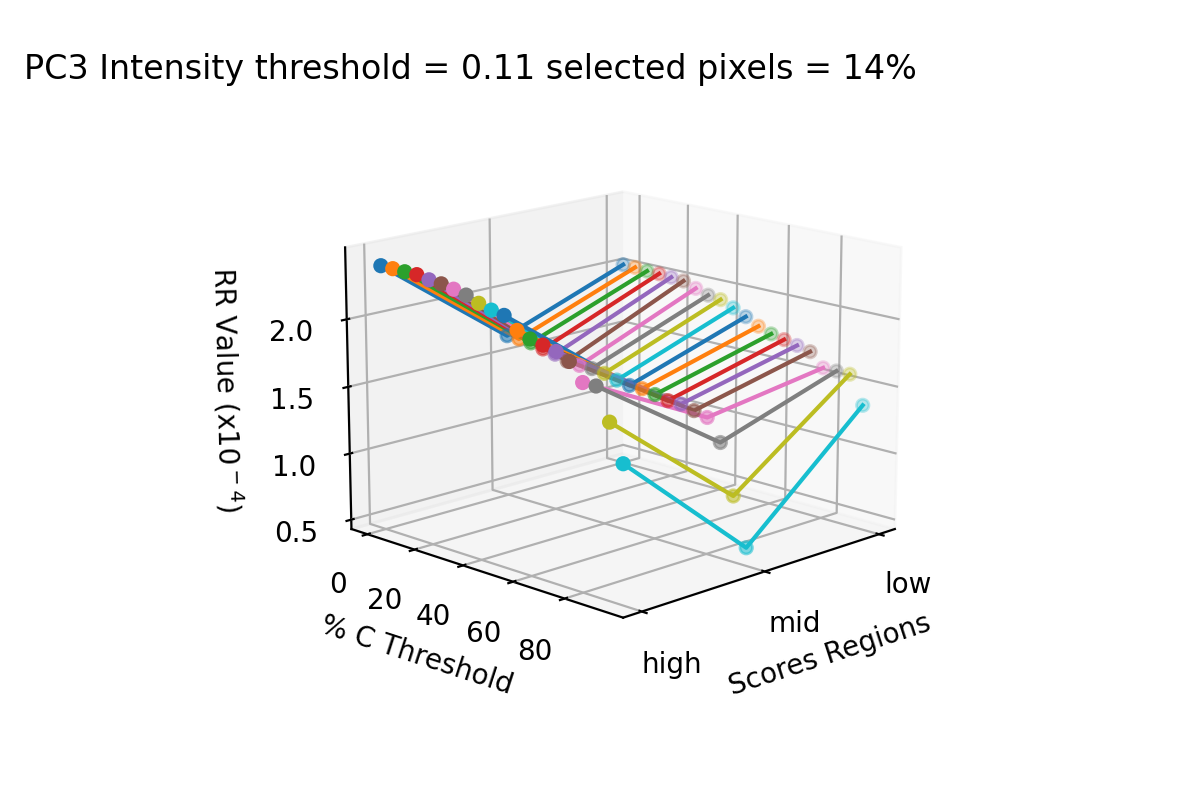 PC3 Intensity threshold = 0.11 selected pixels = 14%
RR Value (x10⁻⁴)
2.0
1.5
1.0
0.5
0
20
40
60
80
% C Threshold
high
mid
low
Scores Regions